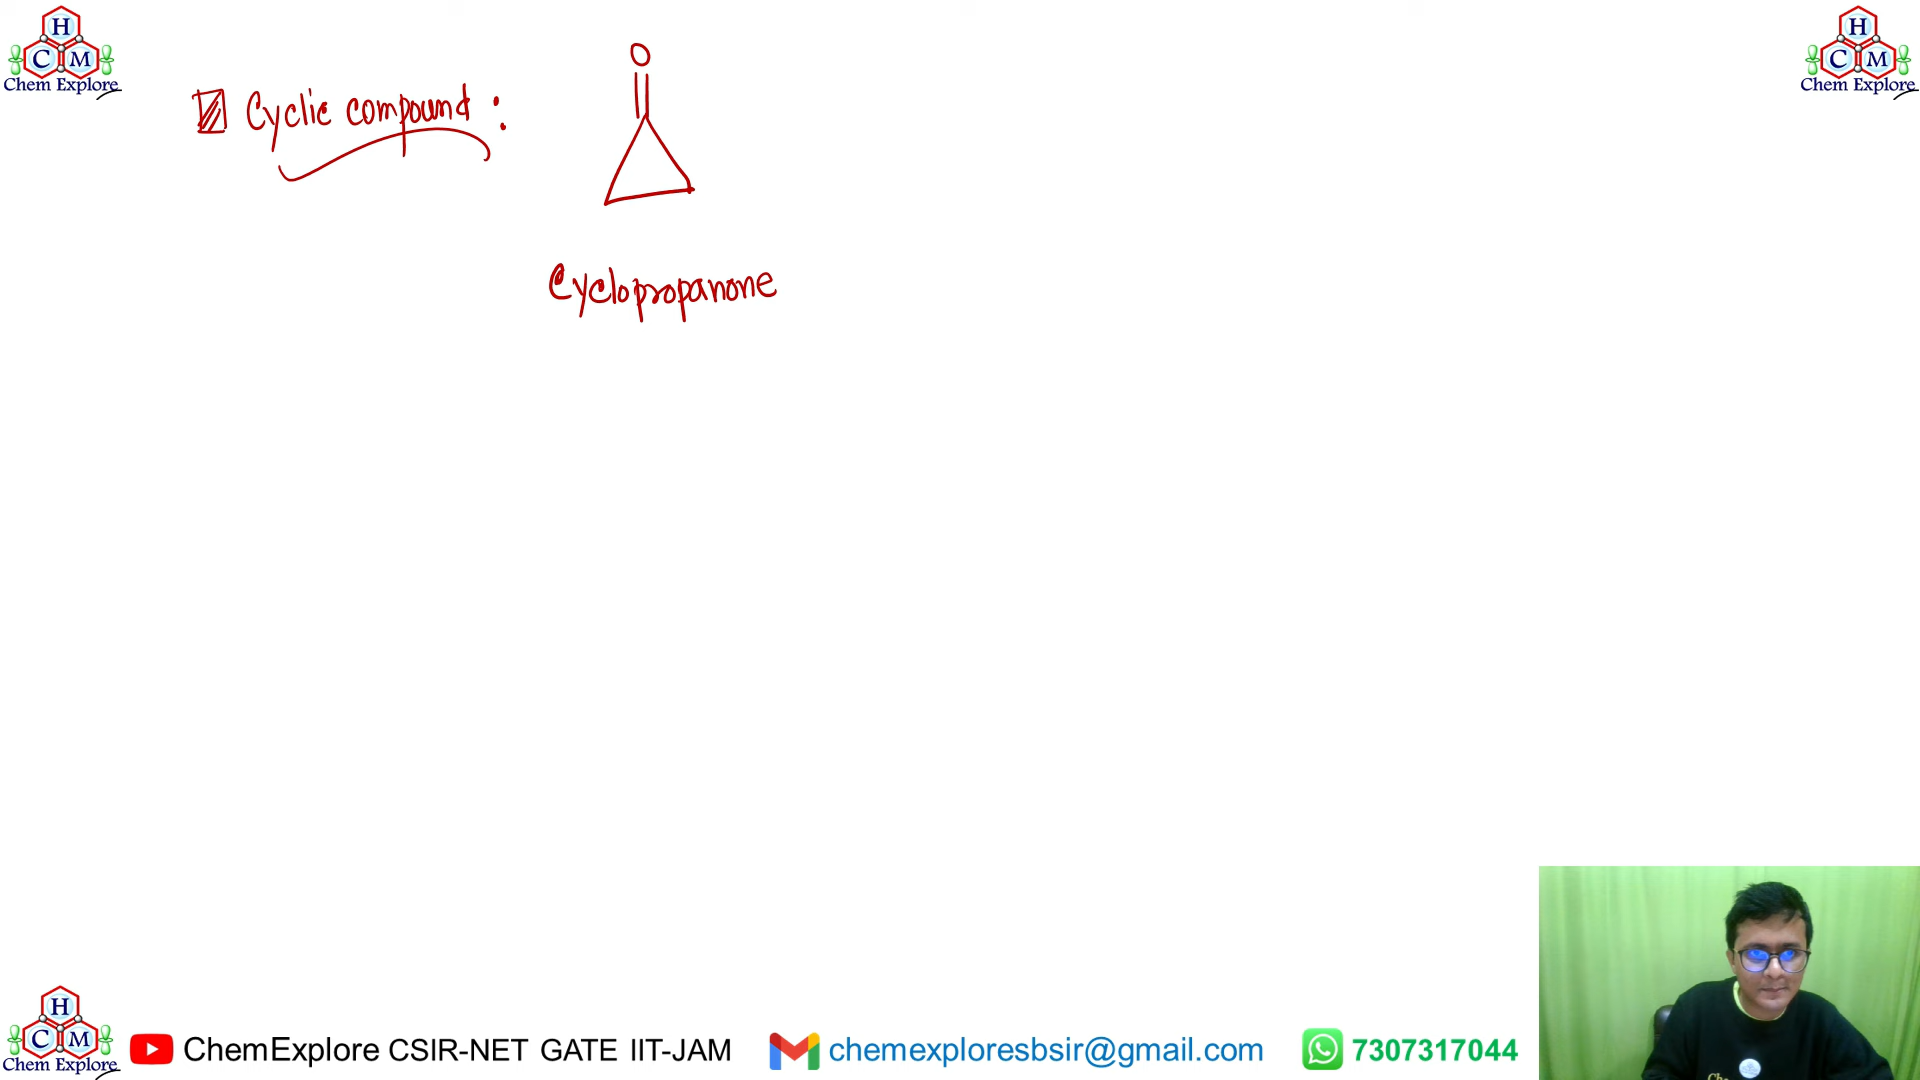 H
C M
Chem Explore
H
C M
Chem Explore
O
Cyclic compound :
Cyclopropanone
H
C M
Chem Explore
ChemExplore CSIR-NET GATE IIT-JAM
chemexploresbsir@gmail.com
7307317044